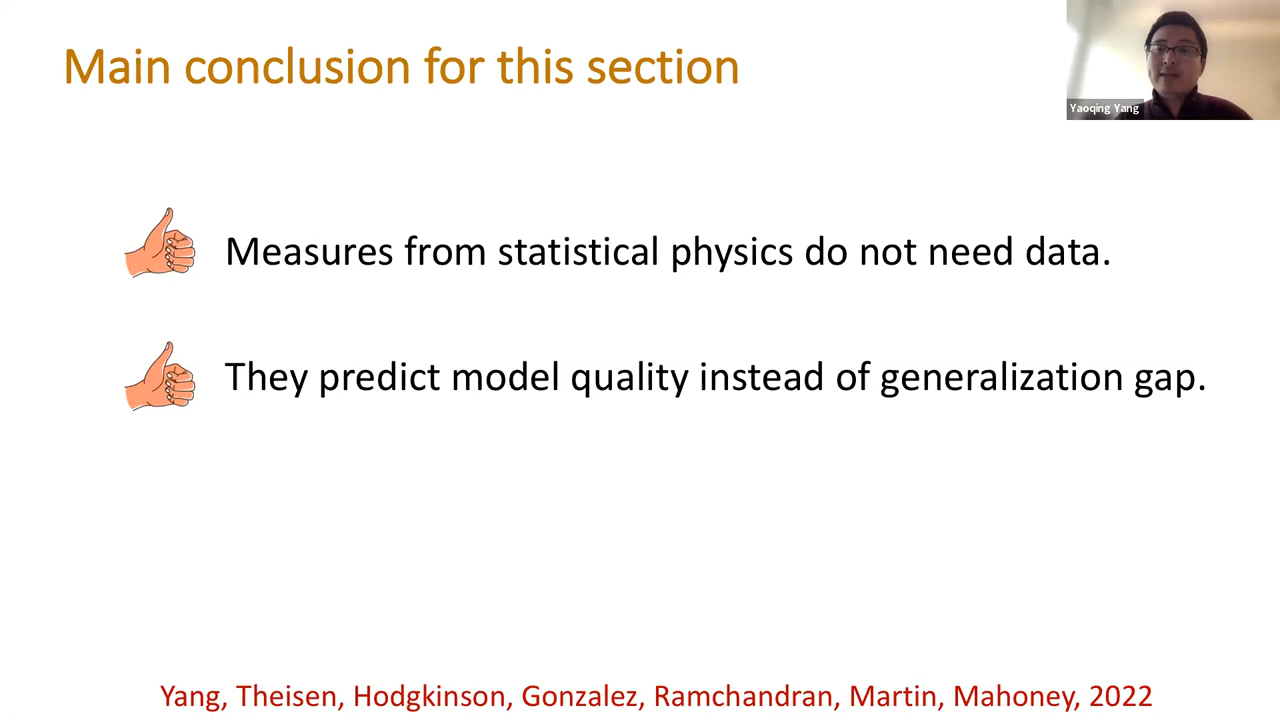 Main conclusion for this section
Yaoqing Yang
Measures from statistical physics do not need data.
They predict model quality instead of generalization gap.
Yang, Theisen, Hodgkinson, Gonzalez, Ramchandran, Martin, Mahoney, 2022